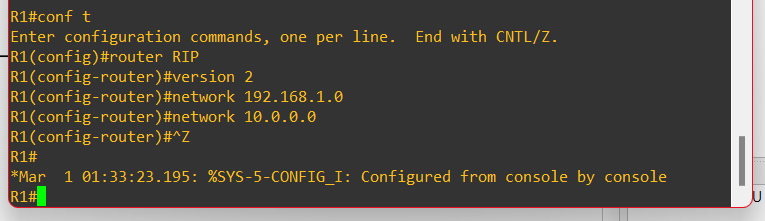 R1#conf t
Enter configuration commands, one per line.  End with CNTL/Z.
R1(config)#router RIP
R1(config-router)#version 2
R1(config-router)#network 192.168.1.0
R1(config-router)#network 10.0.0.0
R1(config-router)#^Z
R1#
*Mar  1 01:33:23.195: %SYS-5-CONFIG_I: Configured from console by console
R1#
U